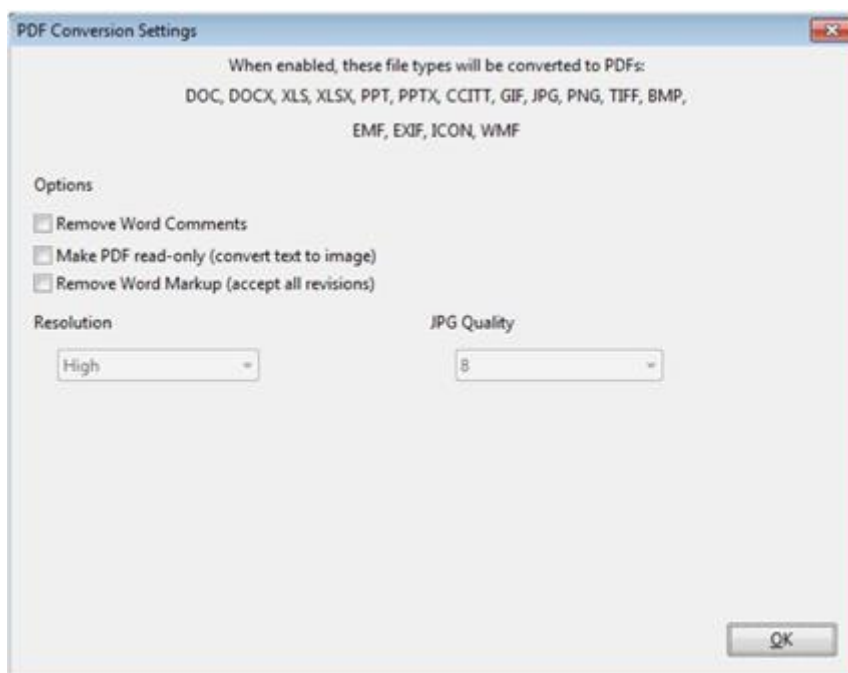 PDF Conversion Settings
When enabled, these file types will be converted to PDFs:
DOC, DOCX, XLS, XLSX, PPT, PPTX, CCITT, GIF, JPG, PNG, TIFF, BMP,
EMF, EXIF, ICON, WMF
Options
Remove Word Comments
Make PDF read-only (convert text to image)
Remove Word Markup (accept all revisions)
Resolution JPG Quality
High 8
OK